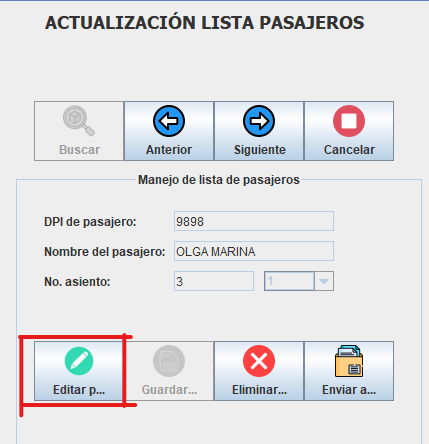 ACTUALIZACIÓN LISTA PASAJEROS
Buscar Anterior Siguiente Cancelar
Manejo de lista de pasajeros
DPI de pasajero: 9898
Nombre del pasajero: OLGA MARINA
No. asiento: 3 1
Editar p... Guardar... Eliminar... Enviar a...